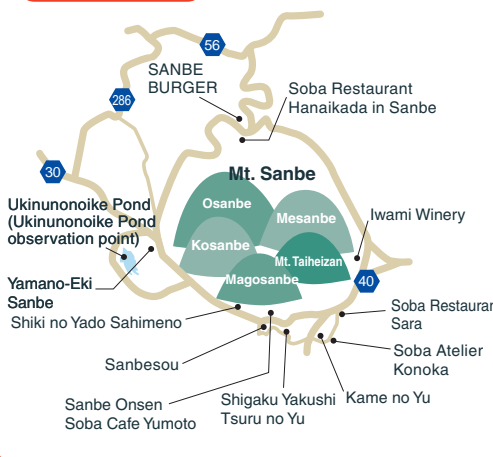 56
SANBE
BURGER
286
Soba Restaurant
Hanaikada in Sanbe
30
Mt. Sanbe
Osanbe
Mesanbe
Ukinunonoike Pond
(Ukinunonoike Pond
observation point)
Iwami Winery
Kosanbe
Mt. Taiheizan
Magosanbe
40
Yamano-Eki
Sanbe
Shiki no Yado Sahimeno
Soba Restaurar
Sara
Sanbesou
Soba Atelier
Konoka
Sanbe Onsen
Soba Cafe Yumoto
Shigaku Yakushi
Tsuru no Yu
Kame no Yu